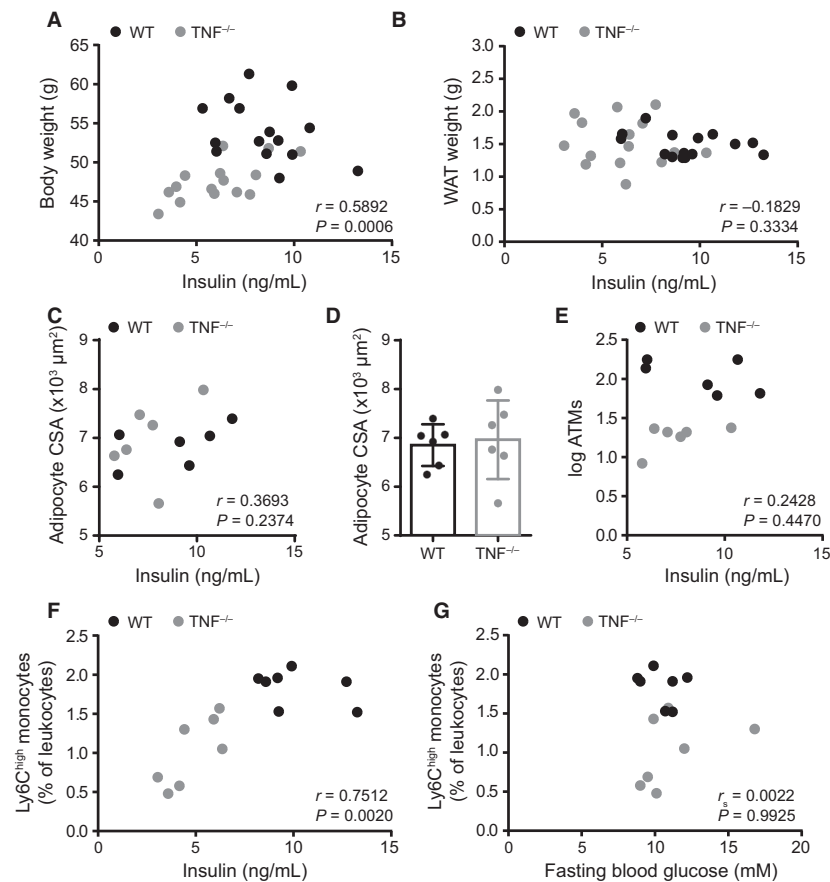 A
WT TNF⁻/⁻
65
60
55
50
45
40
Body weight (g)
0 5 10 15
Insulin (ng/mL)
r = 0.5892
P = 0.0006
B
WT TNF⁻/⁻
3.0
2.5
2.0
1.5
1.0
0.5
0.0
WAT weight (g)
0 5 10 15
Insulin (ng/mL)
r = –0.1829
P = 0.3334
C
WT TNF⁻/⁻
9
8
7
6
5
Adipocyte CSA (x10³ µm²)
5 10 15
Insulin (ng/mL)
r = 0.3693
P = 0.2374
D
9
8
7
6
5
Adipocyte CSA (x10³ µm²)
WT TNF⁻/⁻
E
WT TNF⁻/⁻
2.5
2.0
1.5
1.0
0.5
0.0
log ATMs
5 10 15
Insulin (ng/mL)
r = 0.2428
P = 0.4470
F
WT TNF⁻/⁻
2.5
2.0
1.5
1.0
0.5
0.0
Ly6Cʰⁱᵍʰ monocytes
(% of leukocytes)
0 5 10 15
Insulin (ng/mL)
r = 0.7512
P = 0.0020
G
WT TNF⁻/⁻
2.5
2.0
1.5
1.0
0.5
0.0
Ly6Cʰⁱᵍʰ monocytes
(% of leukocytes)
0 5 10 15 20
Fasting blood glucose (mM)
rₛ = 0.0022
P = 0.9925